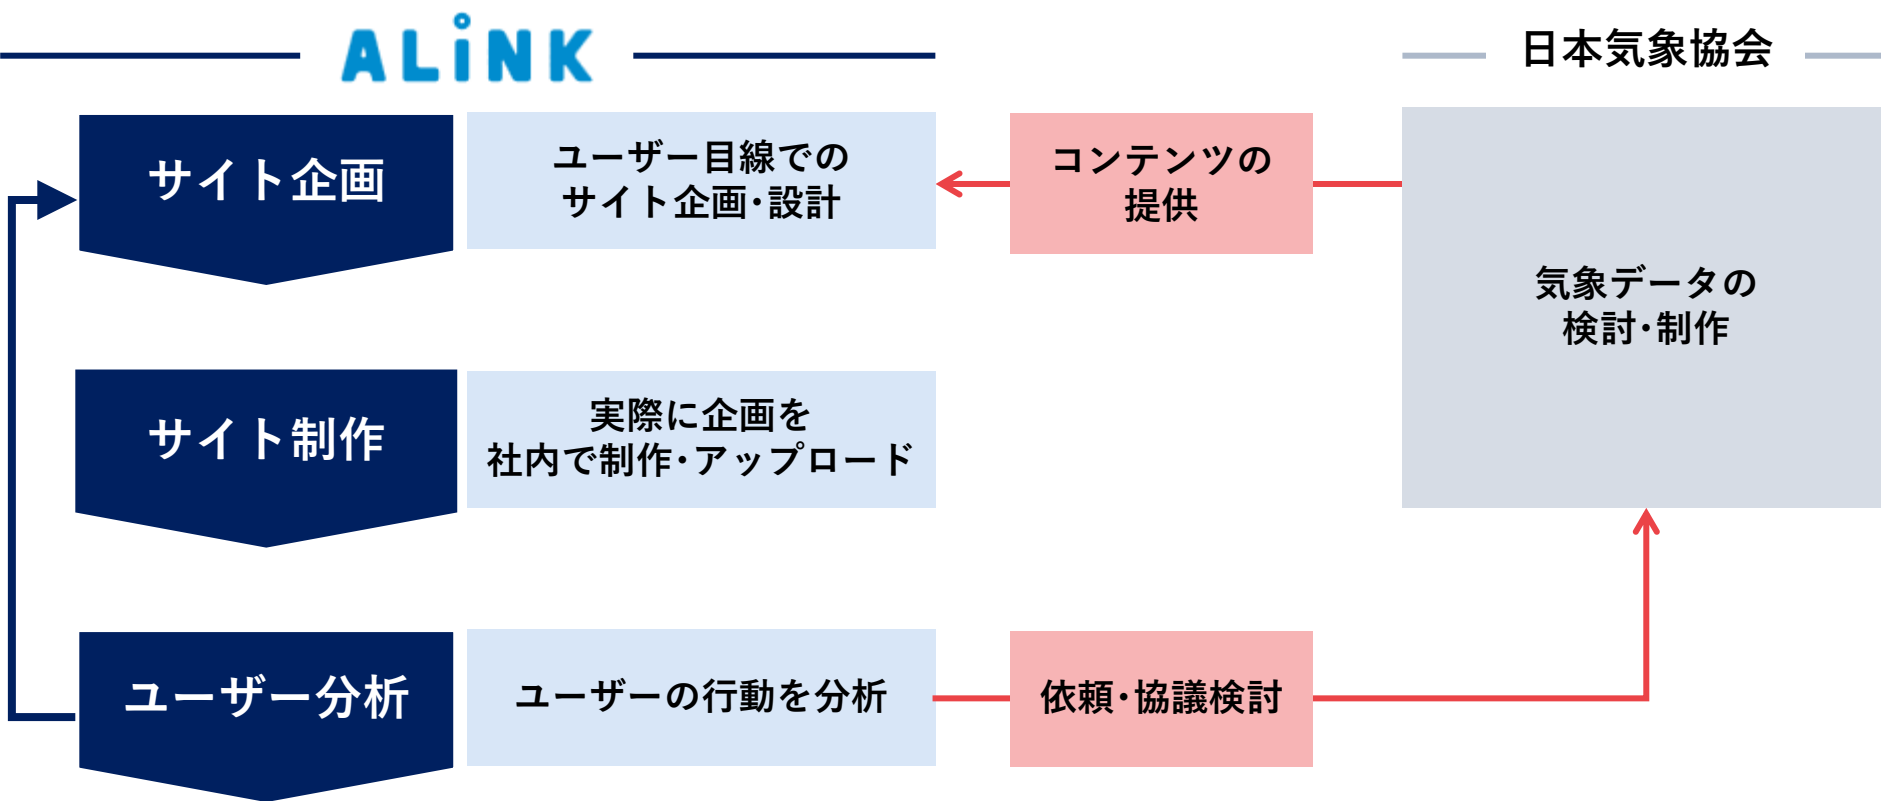 ALiNK
日本気象協会
サイト企画
ユーザー目線での
サイト企画・設計
コンテンツの
提供
気象データの
検討・制作
サイト制作
実際に企画を
社内で制作・アップロード
ユーザー分析
ユーザーの行動を分析
依頼・協議検討